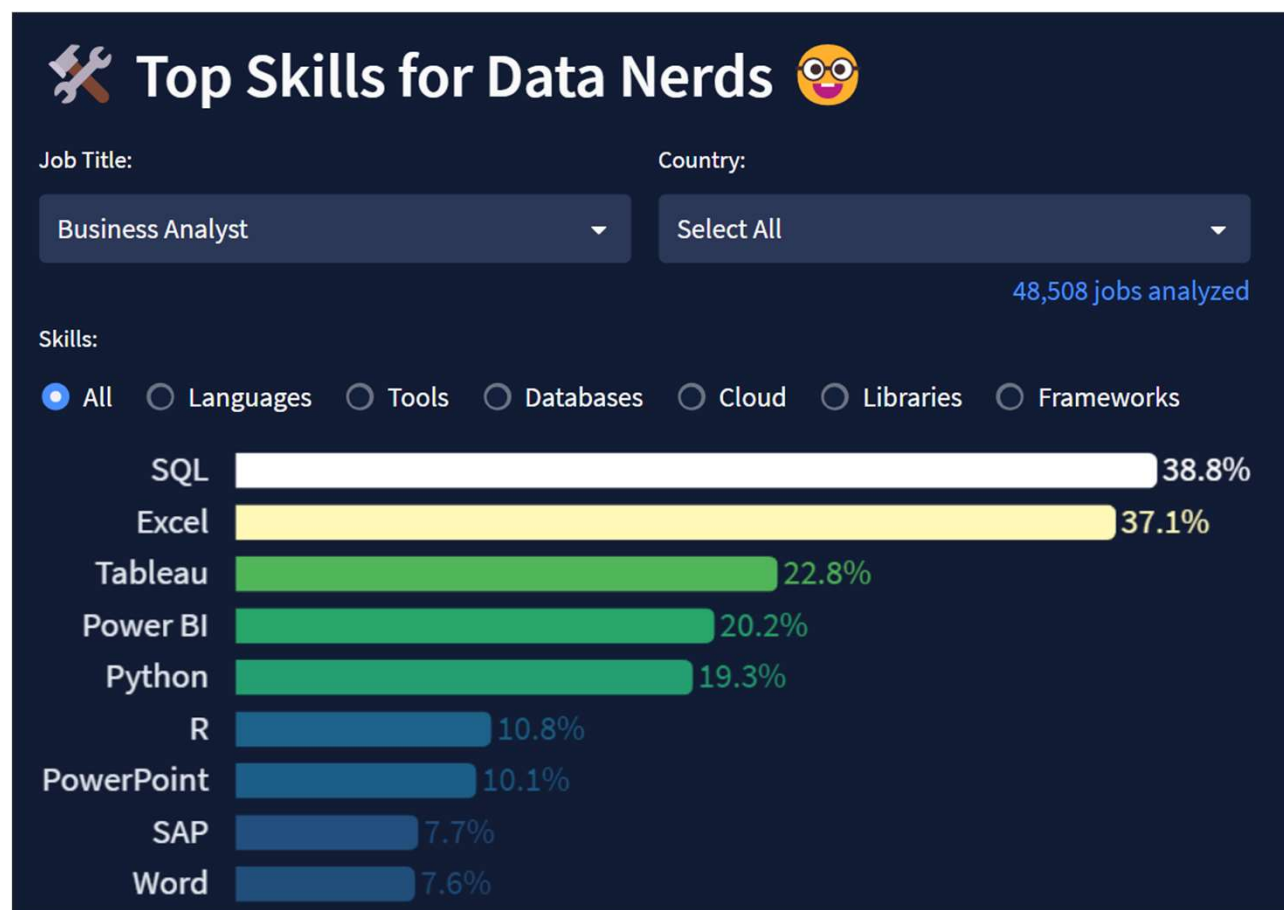 Top Skills for Data Nerds
Job Title:
Country:
Business Analyst
Select All
48,508 jobs analyzed
Skills:
All Languages Tools Databases Cloud Libraries Frameworks
SQL 38.8%
Excel 37.1%
Tableau 22.8%
Power BI 20.2%
Python 19.3%
R 10.8%
PowerPoint 10.1%
SAP 7.7%
Word 7.6%